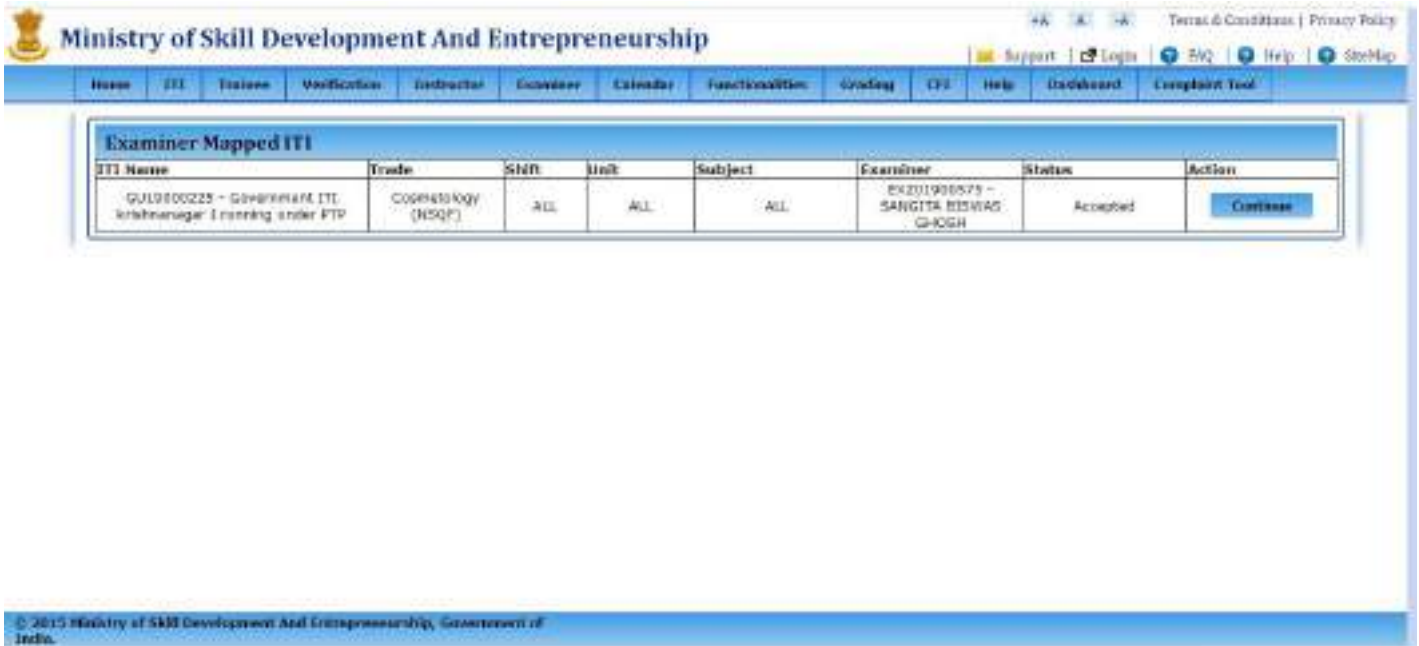 +A A -A Terms & Conditions | Privacy Policy
Ministry of Skill Development And Entrepreneurship
| Support | Login | FAQ | Help | SiteMap
Home ITI Trainee Verification Instructor Examiner Calendar Functionalities Grading CFI Help Dashboard Complaint Tool
Examiner Mapped ITI
ITI Name Trade Shift Unit Subject Examiner Status Action
GU19000225 - Government ITI
krishnanagar I running under PTP
Cosmetology
(NSQF)
ALL
ALL
ALL
EX201900575 -
SANGITA BISWAS
GHOSH
Accepted
Continue
© 2015 Ministry of Skill Development And Entrepreneurship, Government of
India.